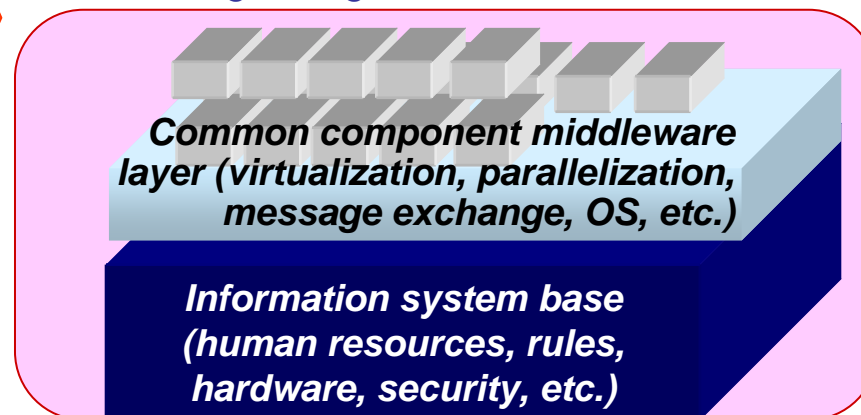 Common component middleware
layer (virtualization, parallelization,
message exchange, OS, etc.)
Information system base
(human resources, rules,
hardware, security, etc.)